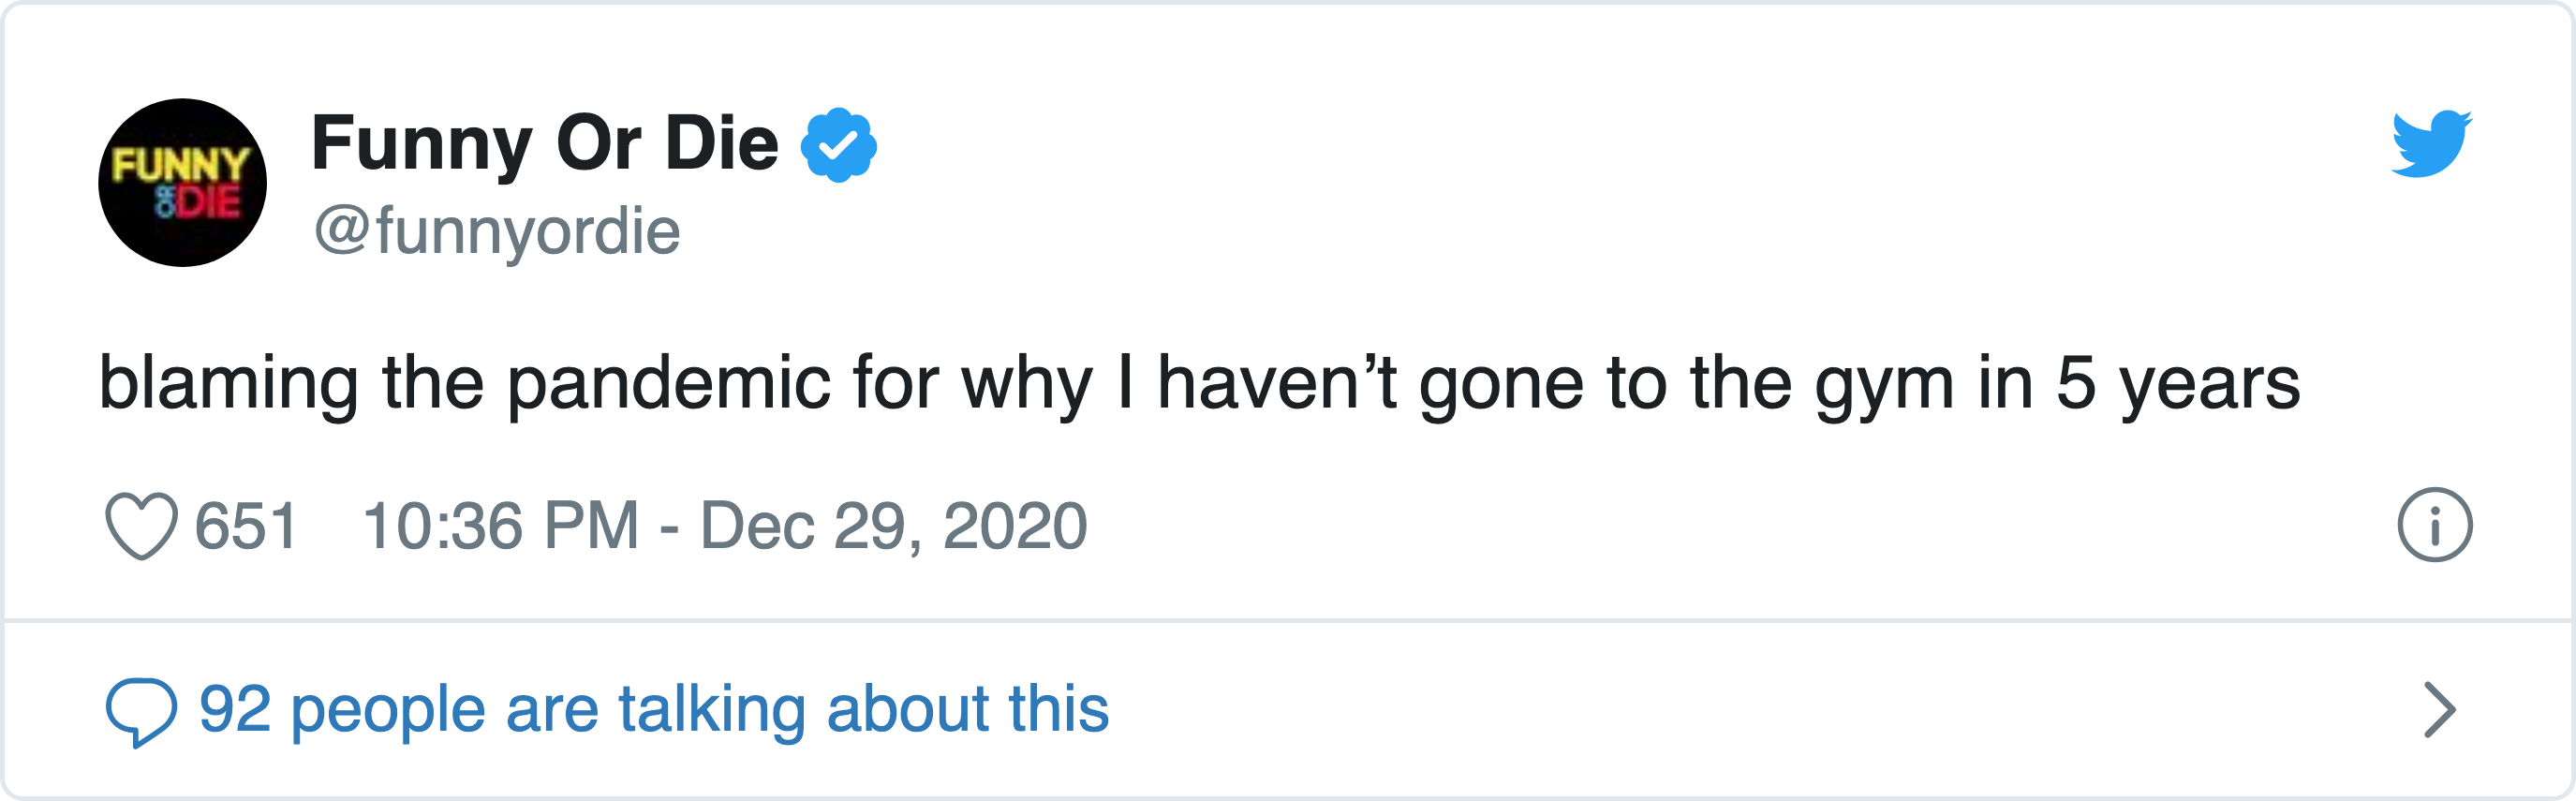 FUNNY
OR DIE
Funny Or Die
@funnyordie
blaming the pandemic for why I haven’t gone to the gym in 5 years
651 10:36 PM - Dec 29, 2020
92 people are talking about this